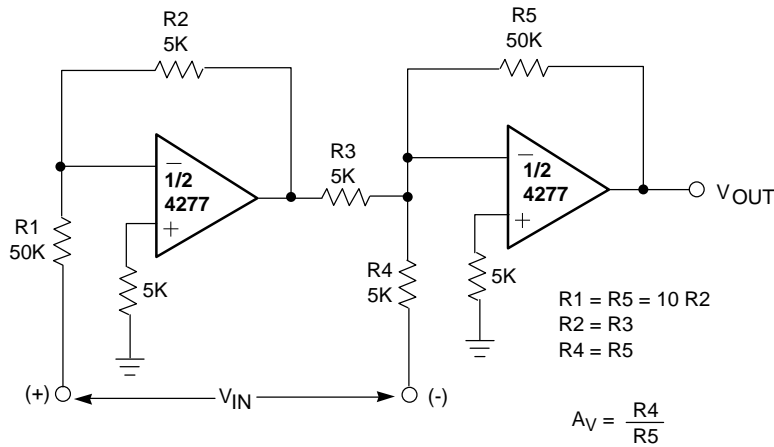 R2
5K
R5
50K
R3
5K
−
1/2
4277
+
−
1/2
4277
+
VOUT
R1
50K
5K
R4
5K
5K
R1 = R5 = 10 R2
R2 = R3
R4 = R5
(+)
VIN
(-)
AV = R4
R5